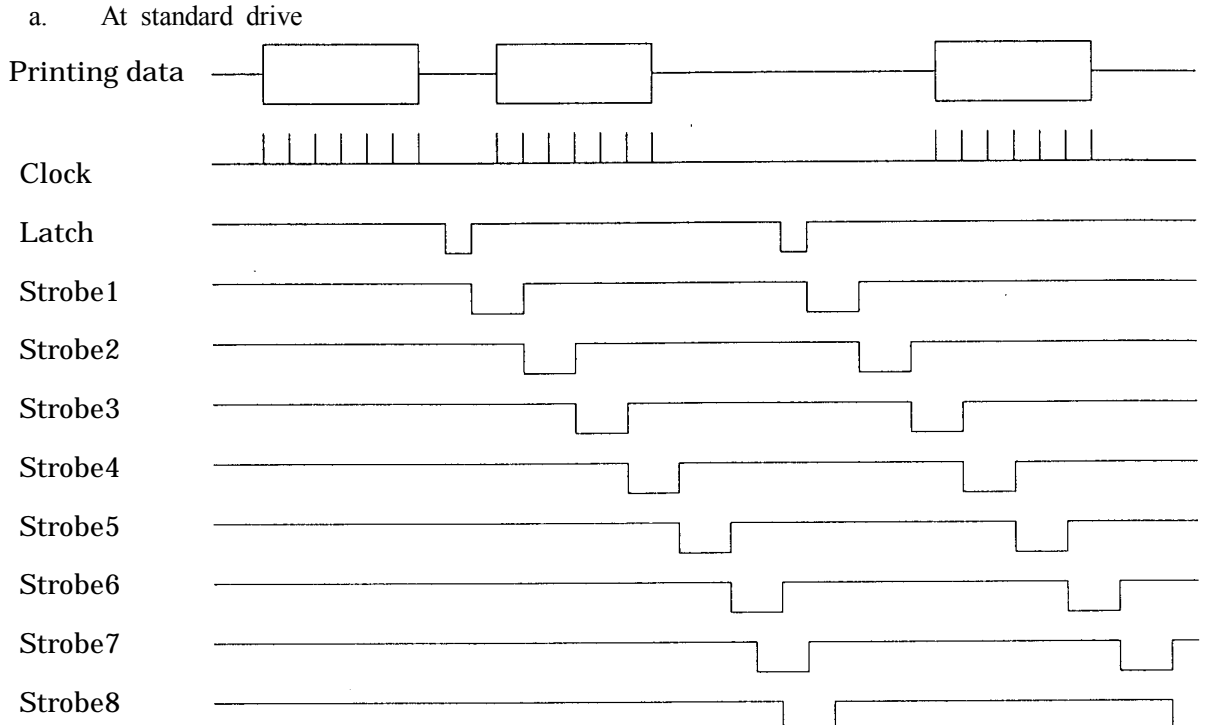 a. At standard drive
Printing data
Clock
Latch
Strobe1
Strobe2
Strobe3
Strobe4
Strobe5
Strobe6
Strobe7
Strobe8